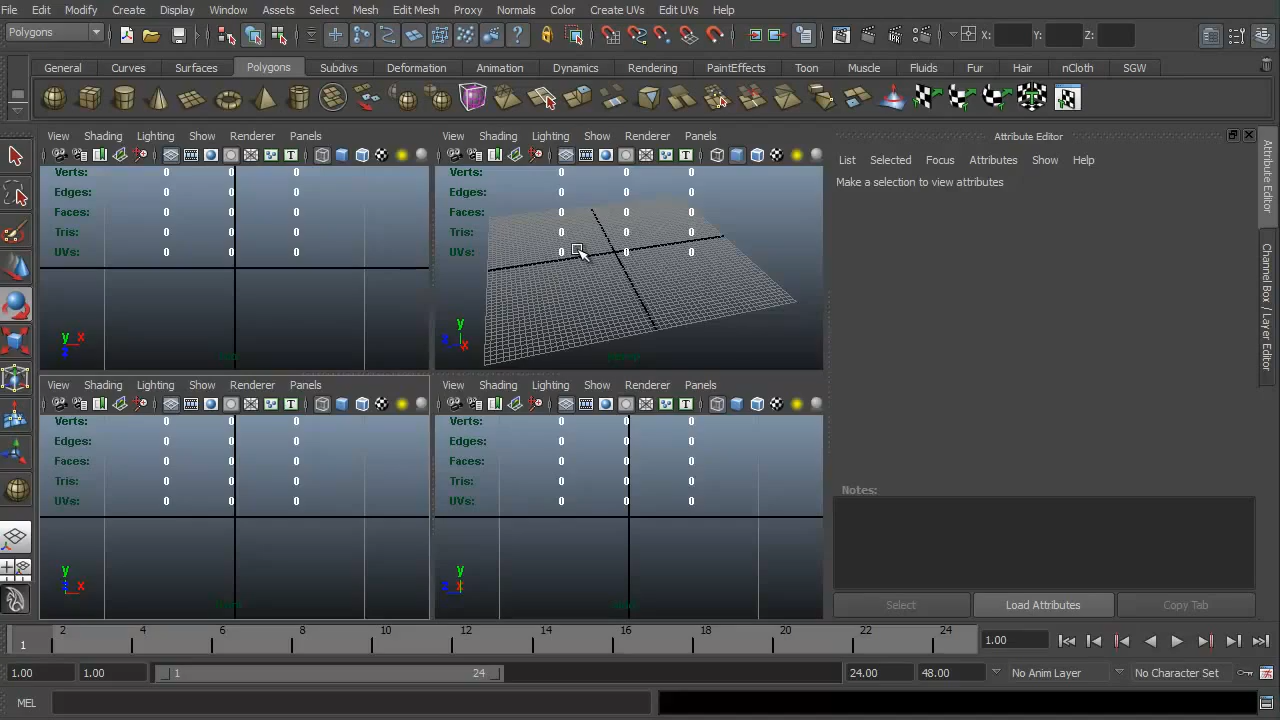 File Edit Modify Create Display Window Assets Select Mesh Edit Mesh Proxy Normals Color Create UVs Edit UVs Help
Polygons X: Y: Z:
General Curves Surfaces Polygons Subdivs Deformation Animation Dynamics Rendering PaintEffects Toon Muscle Fluids Fur Hair nCloth SGW
View Shading Lighting Show Renderer Panels
Verts: 0 0 0
Edges: 0 0 0
Faces: 0 0 0
Tris: 0 0 0
UVs: 0 0 0
y x
z
View Shading Lighting Show Renderer Panels
Verts: 0 0 0
Edges: 0 0 0
Faces: 0 0 0
Tris: 0 0 0
UVs: 0 0 0
y
x
View Shading Lighting Show Renderer Panels
Verts: 0 0 0
Edges: 0 0 0
Faces: 0 0 0
Tris: 0 0 0
UVs: 0 0 0
y
x
View Shading Lighting Show Renderer Panels
Verts: 0 0 0
Edges: 0 0 0
Faces: 0 0 0
Tris: 0 0 0
UVs: 0 0 0
y
Attribute Editor
List Selected Focus Attributes Show Help
Make a selection to view attributes
Notes:
Select Load Attributes Copy Tab
Attribute Editor
Channel Box / Layer Editor
1 2 4 6 8 10 12 14 16 18 20 22 24 1.00
1.00 1.00 1 24 24.00 48.00 No Anim Layer No Character Set
MEL